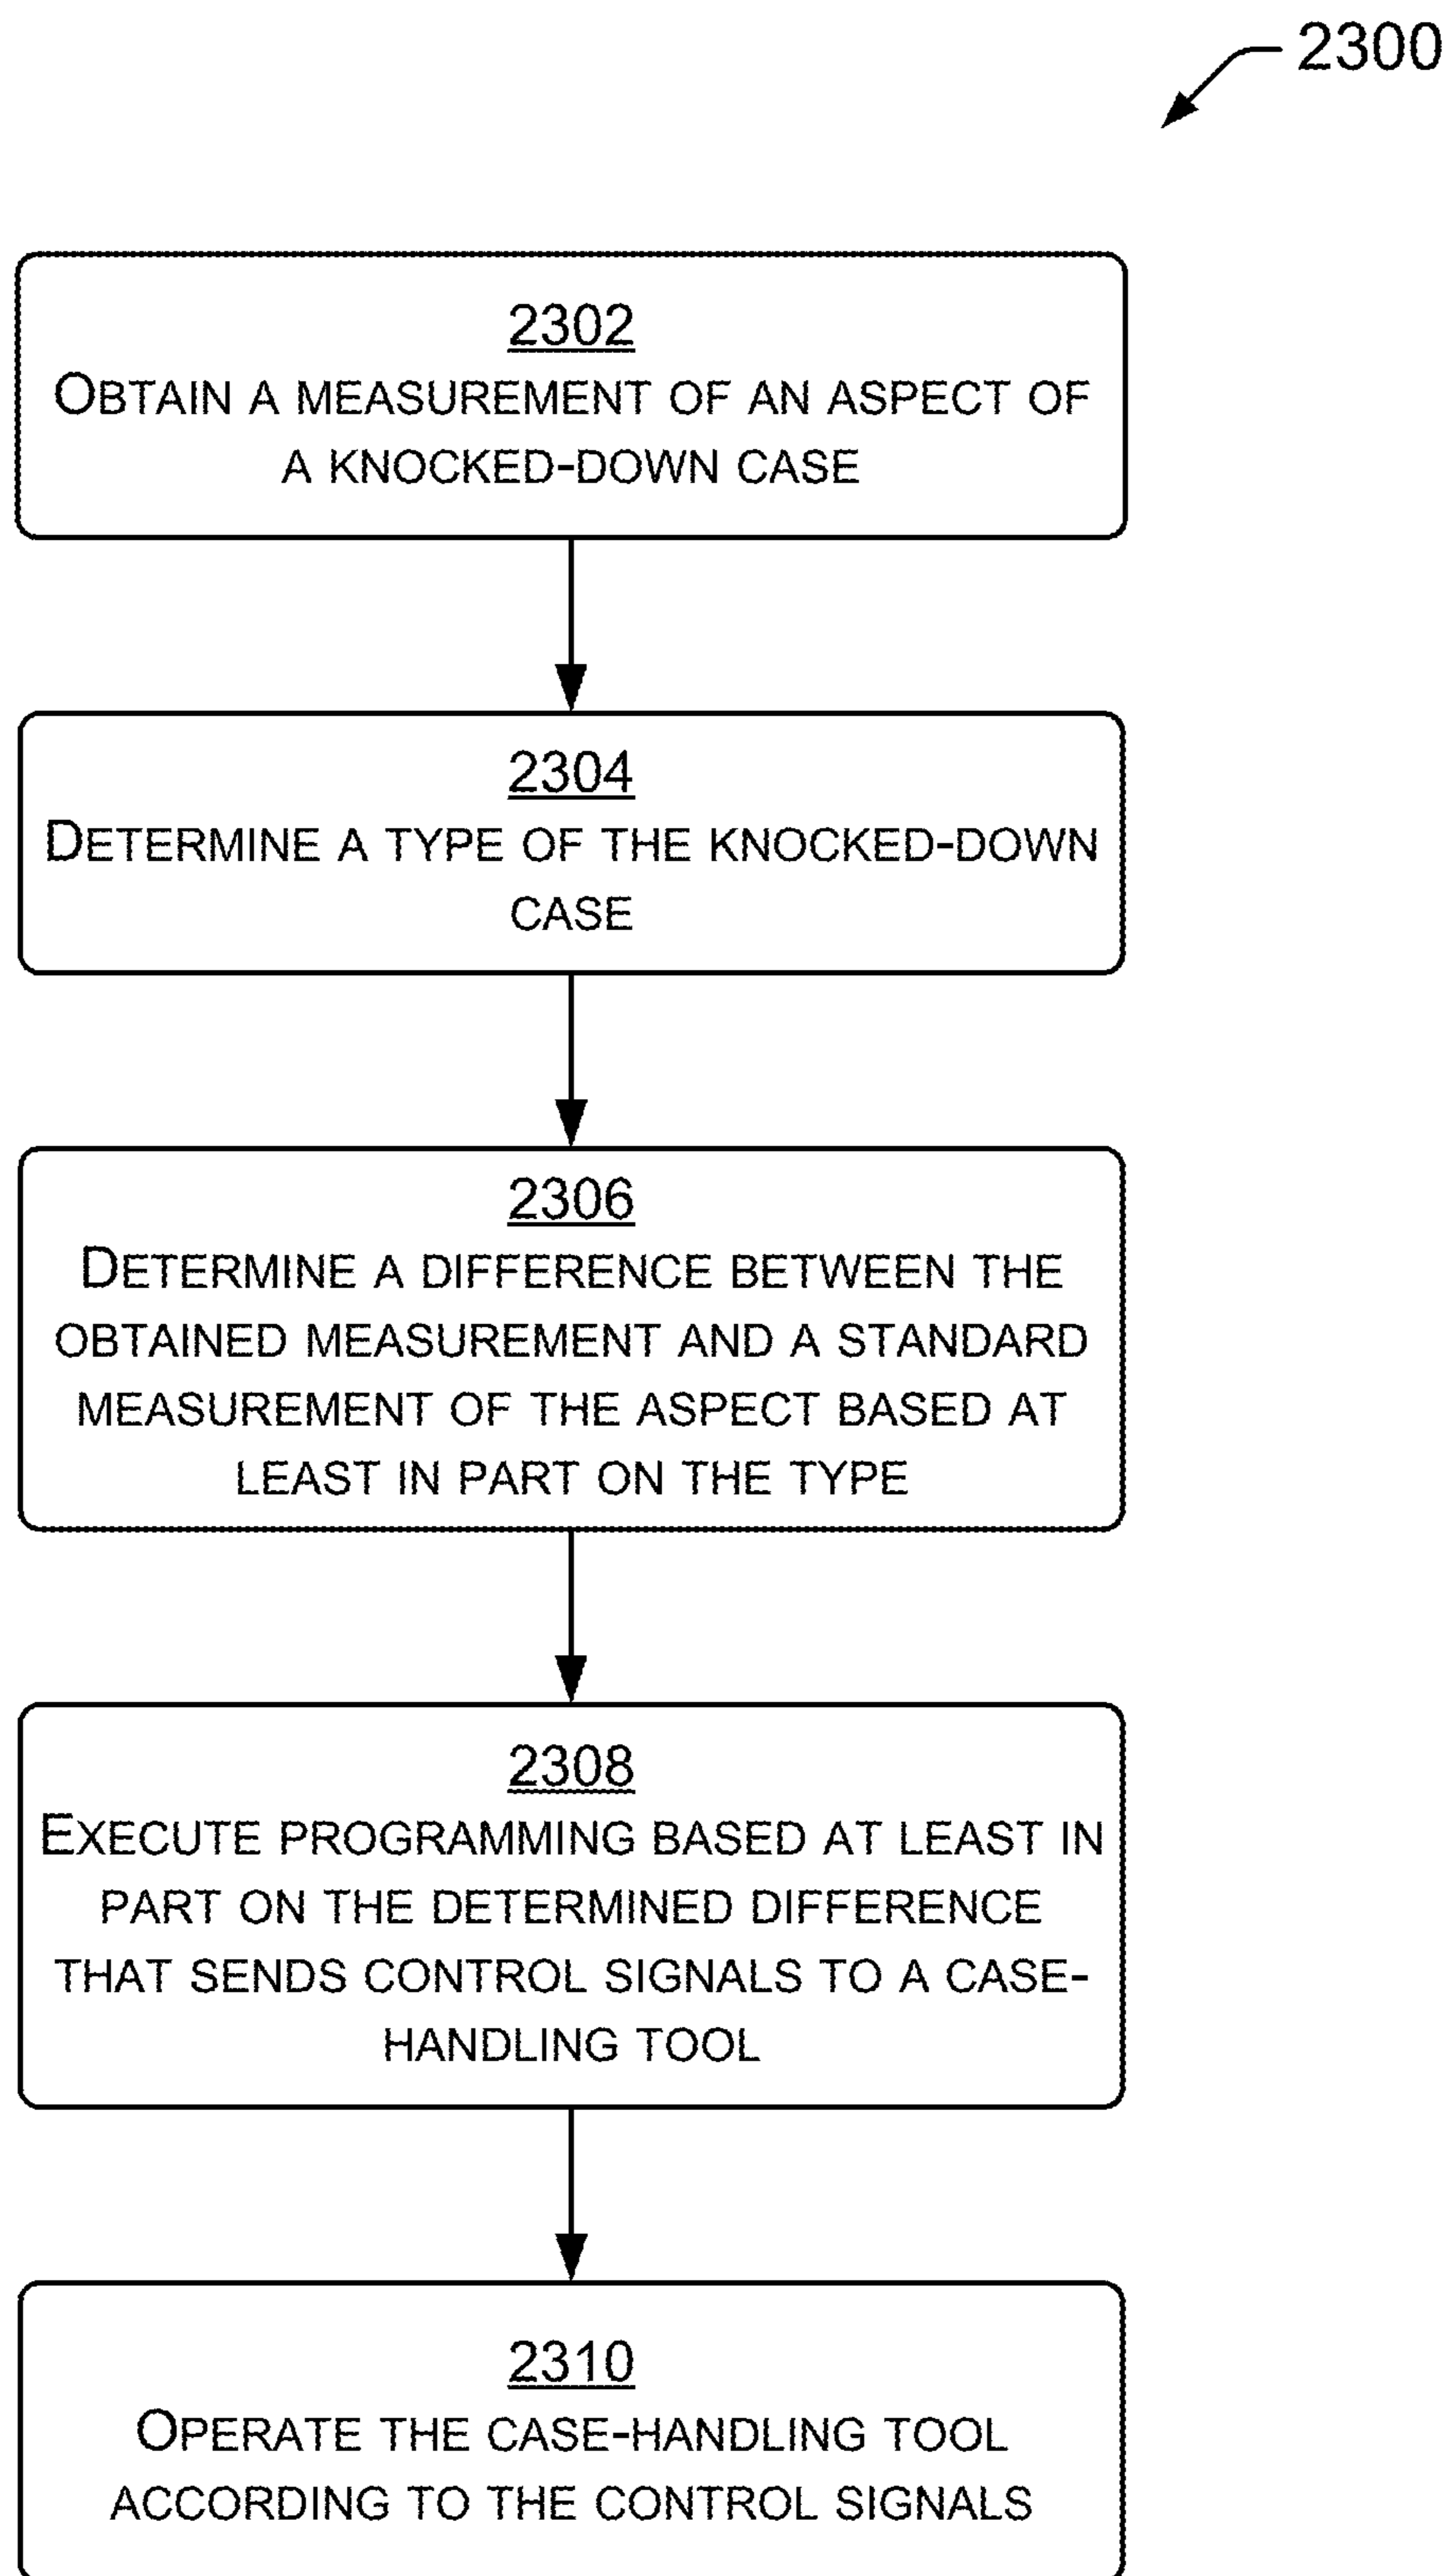 2300
2302
OBTAIN A MEASUREMENT OF AN ASPECT OF
A KNOCKED-DOWN CASE
2304
DETERMINE A TYPE OF THE KNOCKED-DOWN
CASE
2306
DETERMINE A DIFFERENCE BETWEEN THE
OBTAINED MEASUREMENT AND A STANDARD
MEASUREMENT OF THE ASPECT BASED AT
LEAST IN PART ON THE TYPE
2308
EXECUTE PROGRAMMING BASED AT LEAST IN
PART ON THE DETERMINED DIFFERENCE
THAT SENDS CONTROL SIGNALS TO A CASE-
HANDLING TOOL
2310
OPERATE THE CASE-HANDLING TOOL
ACCORDING TO THE CONTROL SIGNALS